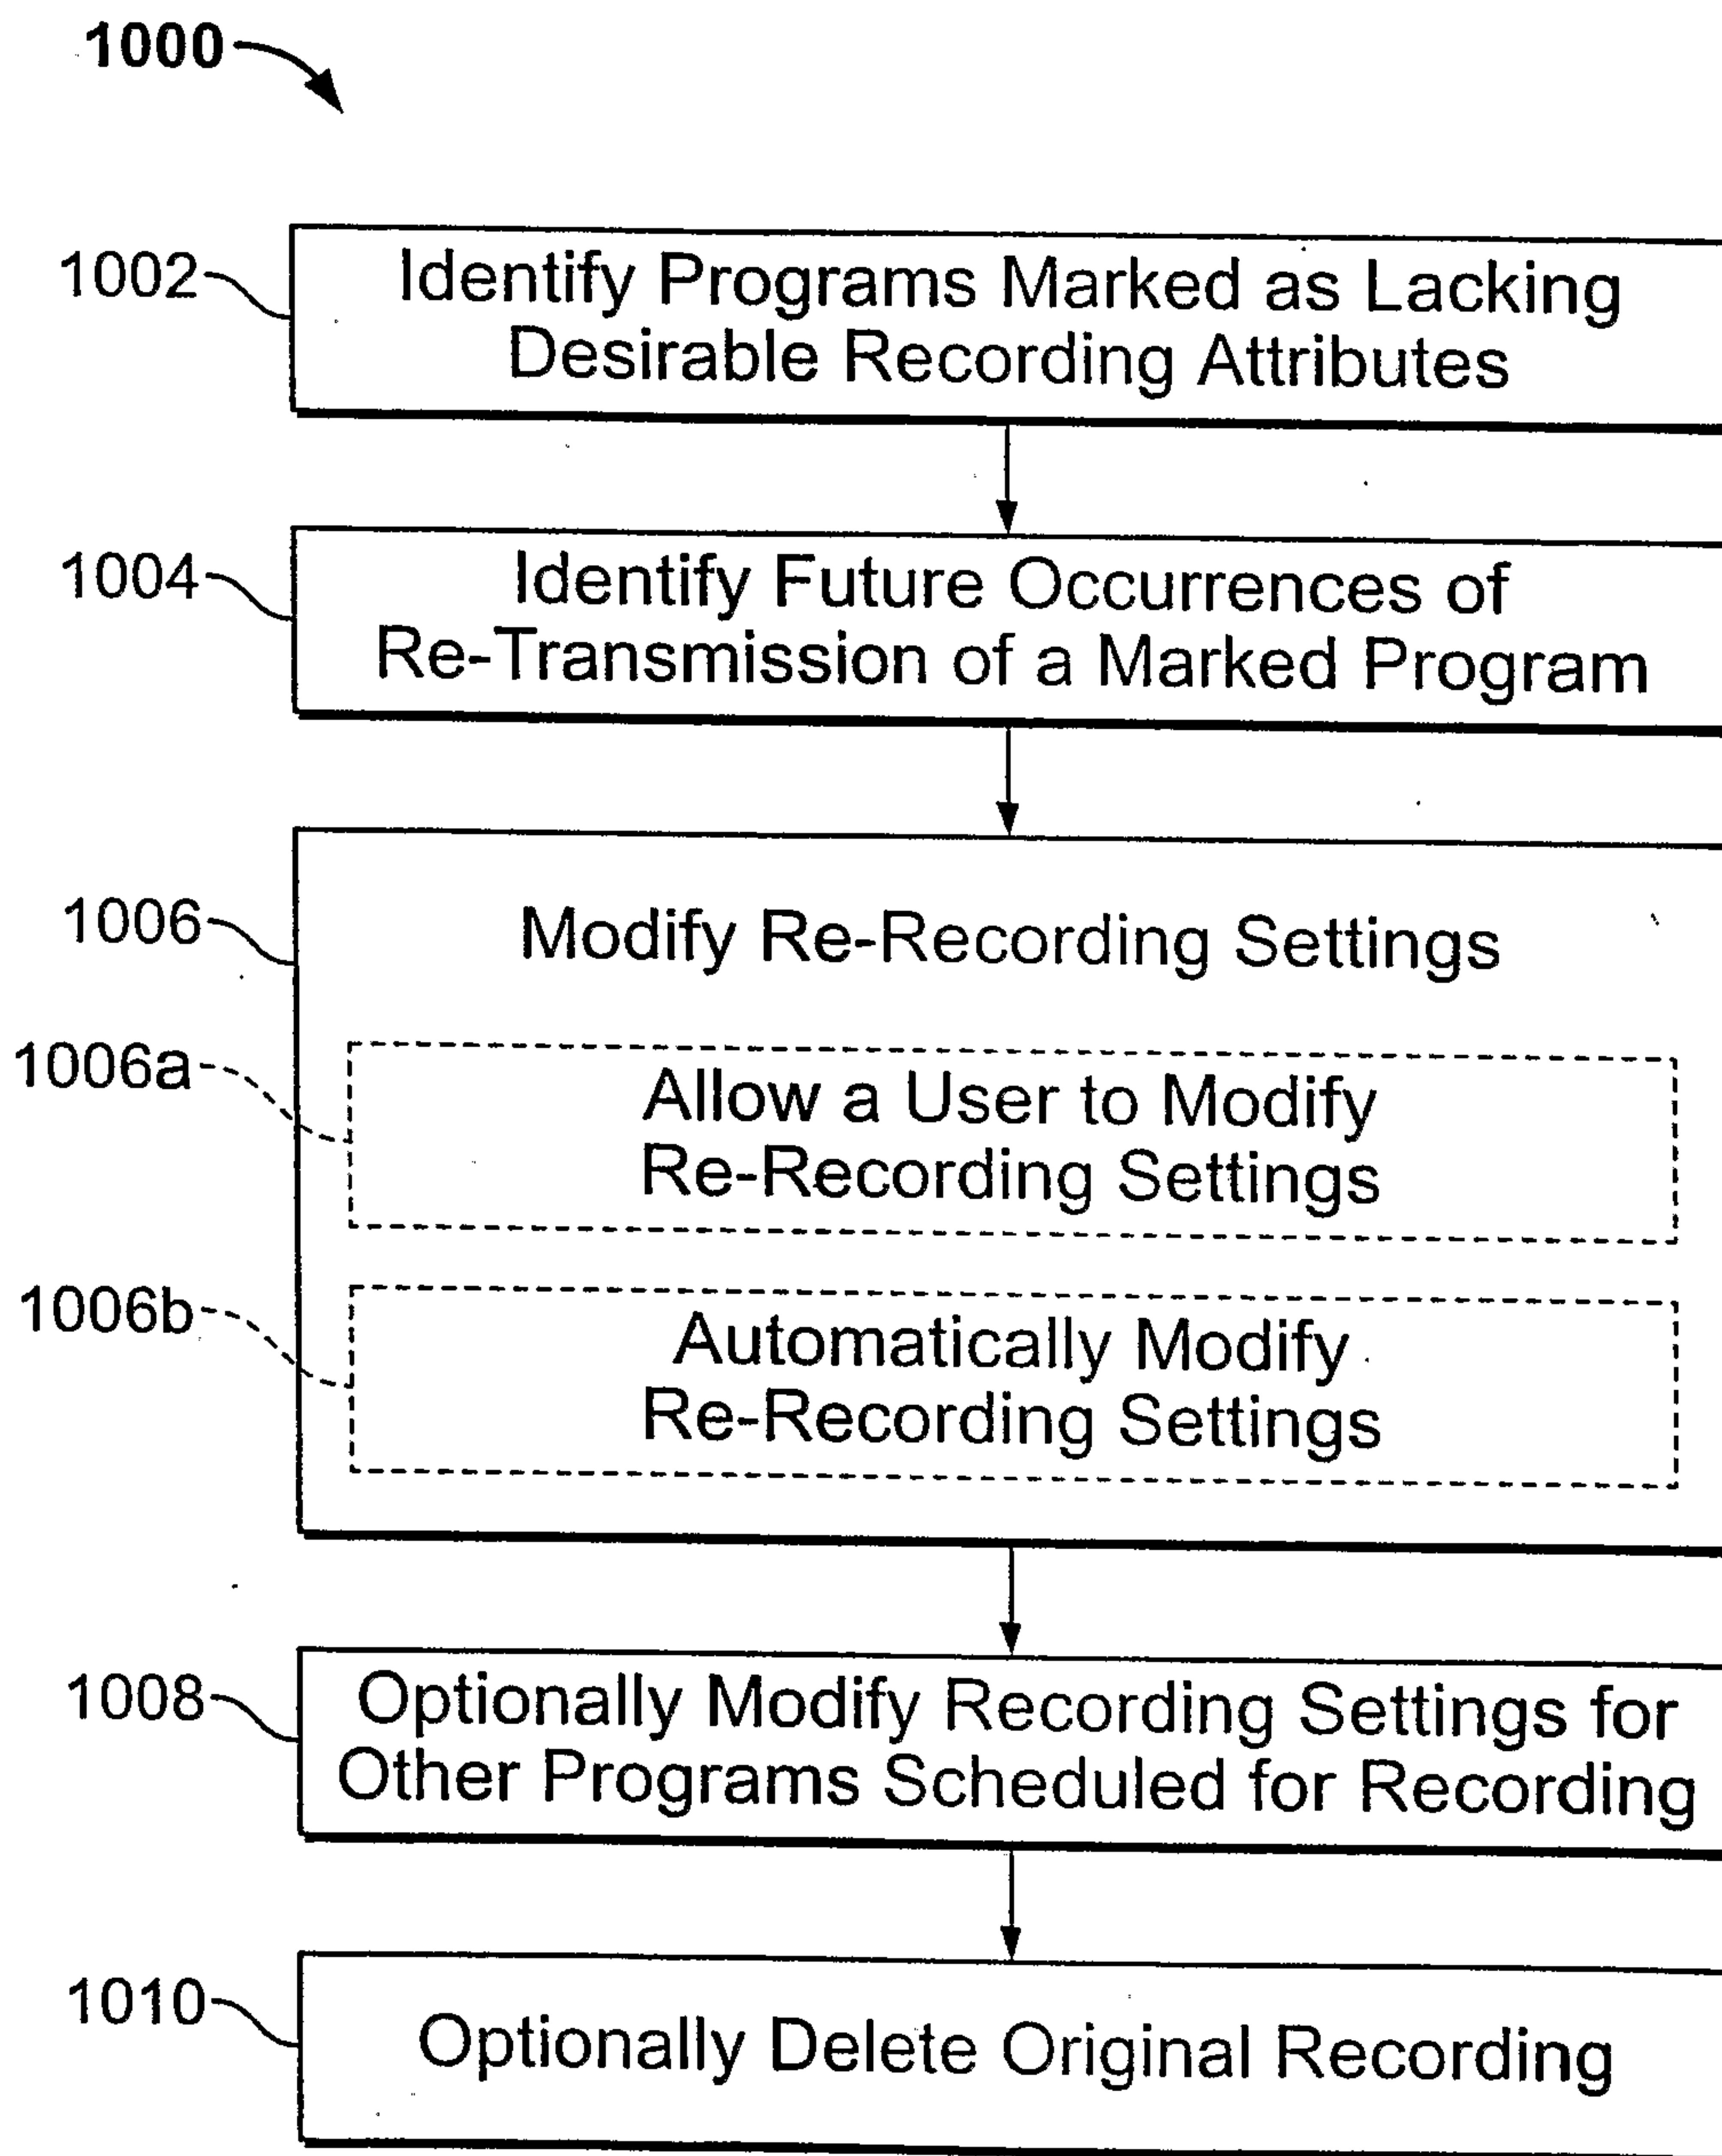 1000
1002
Identify Programs Marked as Lacking
Desirable Recording Attributes
1004
Identify Future Occurrences of
Re-Transmission of a Marked Program
1006
Modify Re-Recording Settings
1006a
Allow a User to Modify
Re-Recording Settings
1006b
Automatically Modify
Re-Recording Settings
1008
Optionally Modify Recording Settings for
Other Programs Scheduled for Recording
1010
Optionally Delete Original Recording